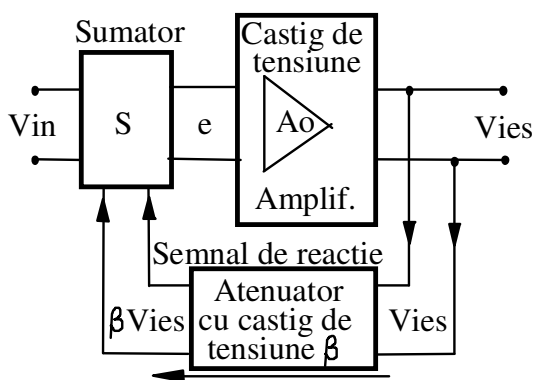 Sumator
Castig de
tensiune
Vin
S
e
Ao
Vies
Amplif.
Semnal de reactie
βVies
Atenuator
cu castig de
tensiune β
Vies